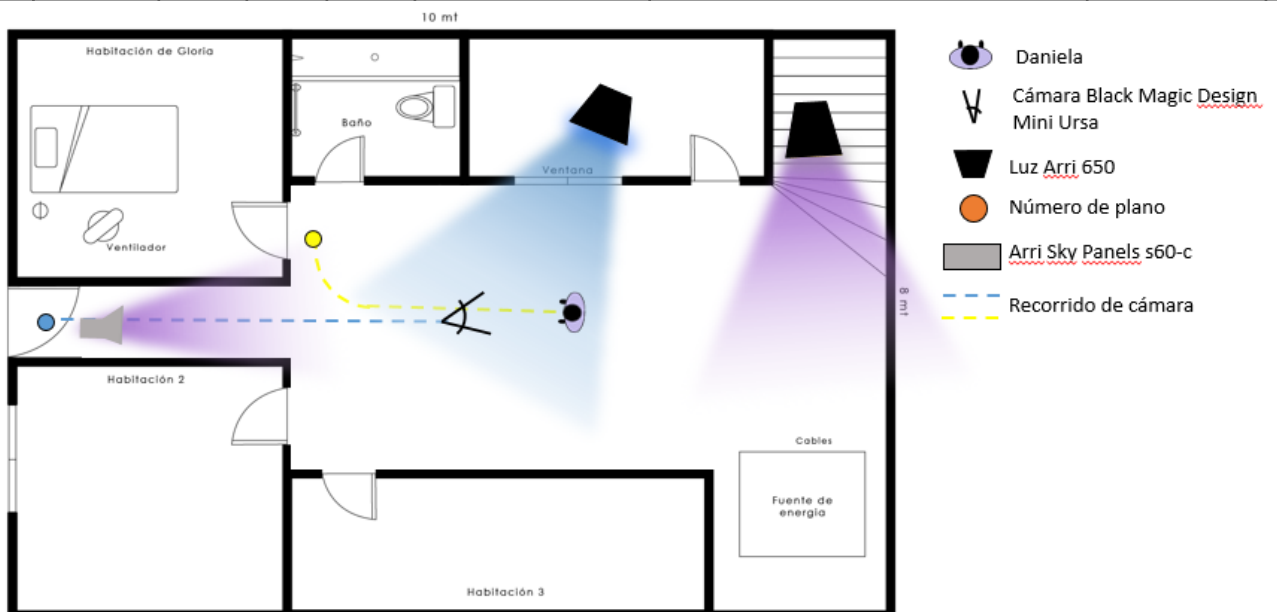 10 mt
Habitación de Gloria
Baño
Ventana
Ventilador
8 mt
Habitación 2
Cables
Fuente de
energía
Habitación 3
Daniela
Cámara Black Magic Design
Mini Ursa
Luz Arri 650
Número de plano
Arri Sky Panels s60-c
Recorrido de cámara